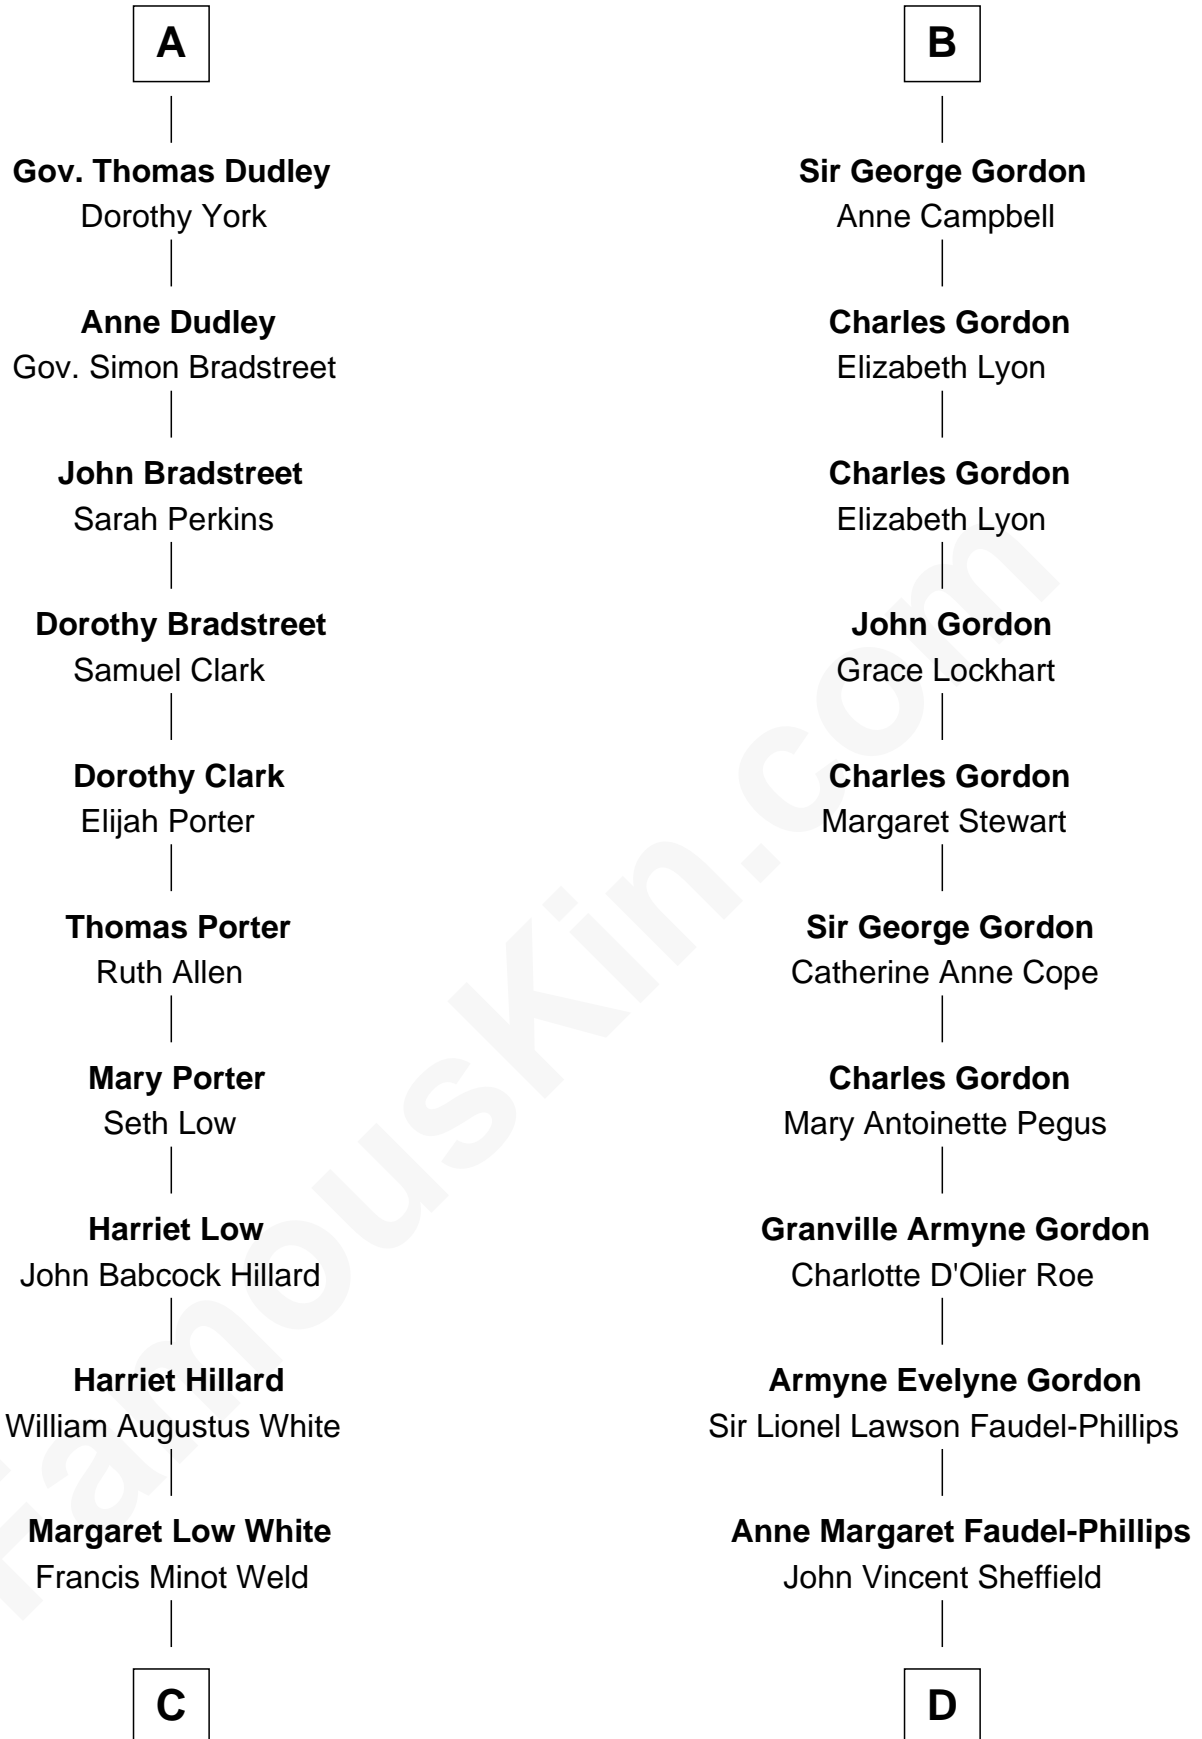 A
Gov. Thomas Dudley
Dorothy York
Anne Dudley
Gov. Simon Bradstreet
John Bradstreet
Sarah Perkins
Dorothy Bradstreet
Samuel Clark
Dorothy Clark
Elijah Porter
Thomas Porter
Ruth Allen
Mary Porter
Seth Low
Harriet Low
John Babcock Hillard
Harriet Hillard
William Augustus White
Margaret Low White
Francis Minot Weld
C
B
Sir George Gordon
Anne Campbell
Charles Gordon
Elizabeth Lyon
Charles Gordon
Elizabeth Lyon
John Gordon
Grace Lockhart
Charles Gordon
Margaret Stewart
Sir George Gordon
Catherine Anne Cope
Charles Gordon
Mary Antoinette Pegus
Granville Armyne Gordon
Charlotte D'Olier Roe
Armyne Evelyne Gordon
Sir Lionel Lawson Faudel-Phillips
Anne Margaret Faudel-Phillips
John Vincent Sheffield
D
FamousKin.com